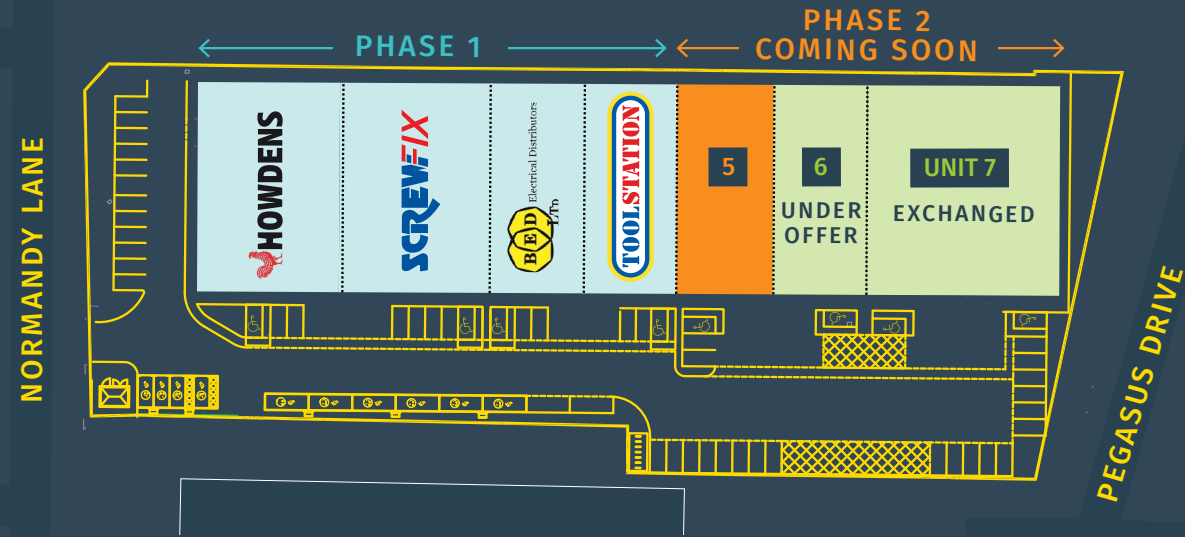 PHASE 1
PHASE 2
COMING SOON
NORMANDY LANE
HOWDENS
SCREWFIX
BED
LTD
Electrical Distributors
TOOLSTATION
5
6
UNDER
OFFER
UNIT 7
EXCHANGED
PEGASUS DRIVE